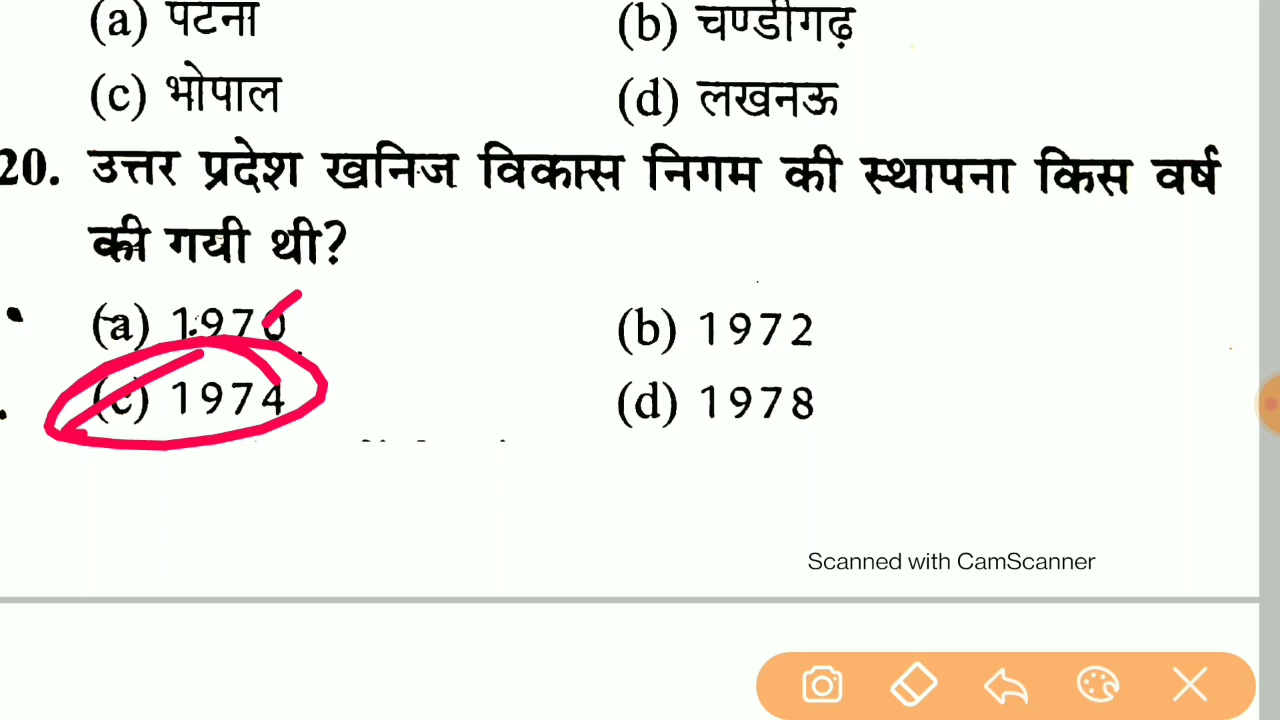 (a) पटना (b) चण्डीगढ़
(c) भोपाल (d) लखनऊ
20. उत्तर प्रदेश खनिज विकास निगम की स्थापना किस वर्ष
की गयी थी?
(a) 1970 (b) 1972
(c) 1974 (d) 1978
Scanned with CamScanner